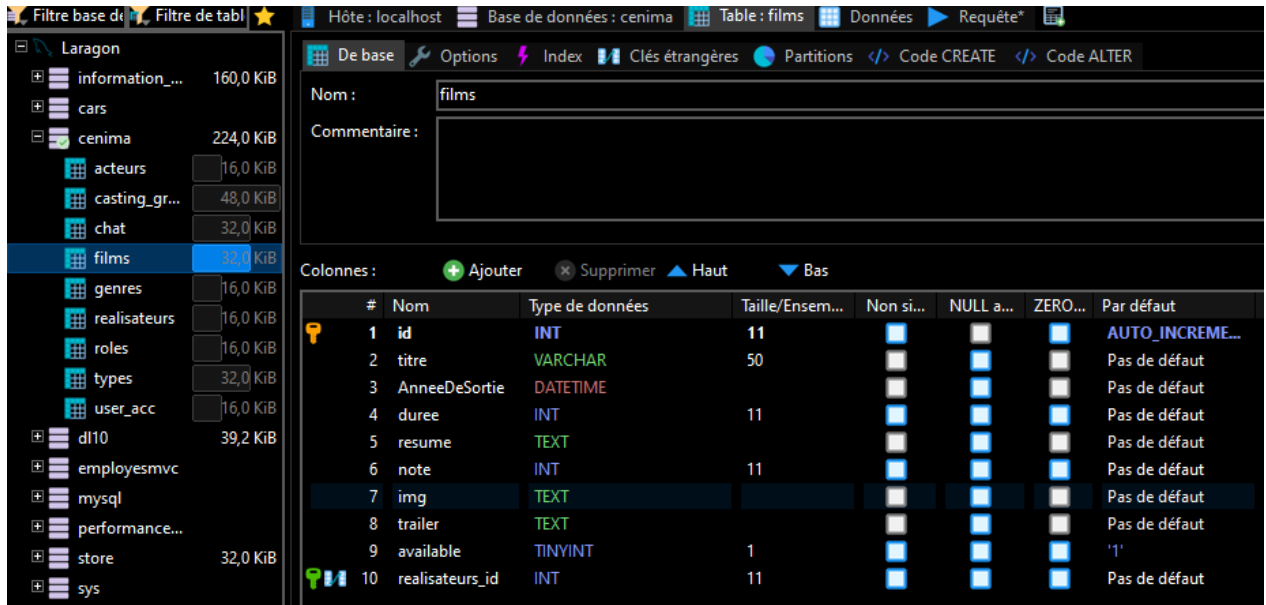 Filtre base de Filtre de tabl Hôte : localhost Base de données : cenima Table : films Données Requête*
Laragon
information_... 160,0 KiB
cars
cenima 224,0 KiB
acteurs 16,0 KiB
casting_gr... 48,0 KiB
chat 32,0 KiB
films 32,0 KiB
genres 16,0 KiB
realisateurs 16,0 KiB
roles 16,0 KiB
types 32,0 KiB
user_acc 16,0 KiB
dl10 39,2 KiB
employesmvc
mysql
performance...
store 32,0 KiB
sys
De base Options Index Clés étrangères Partitions </> Code CREATE </> Code ALTER
Nom : films
Commentaire :
Colonnes : Ajouter Supprimer Haut Bas
# Nom Type de données Taille/Ensem... Non si... NULL a... ZERO... Par défaut
1 id INT 11 AUTO_INCREME...
2 titre VARCHAR 50 Pas de défaut
3 AnneeDeSortie DATETIME Pas de défaut
4 duree INT 11 Pas de défaut
5 resume TEXT Pas de défaut
6 note INT 11 Pas de défaut
7 img TEXT Pas de défaut
8 trailer TEXT Pas de défaut
9 available TINYINT 1 '1'
10 realisateurs_id INT 11 Pas de défaut